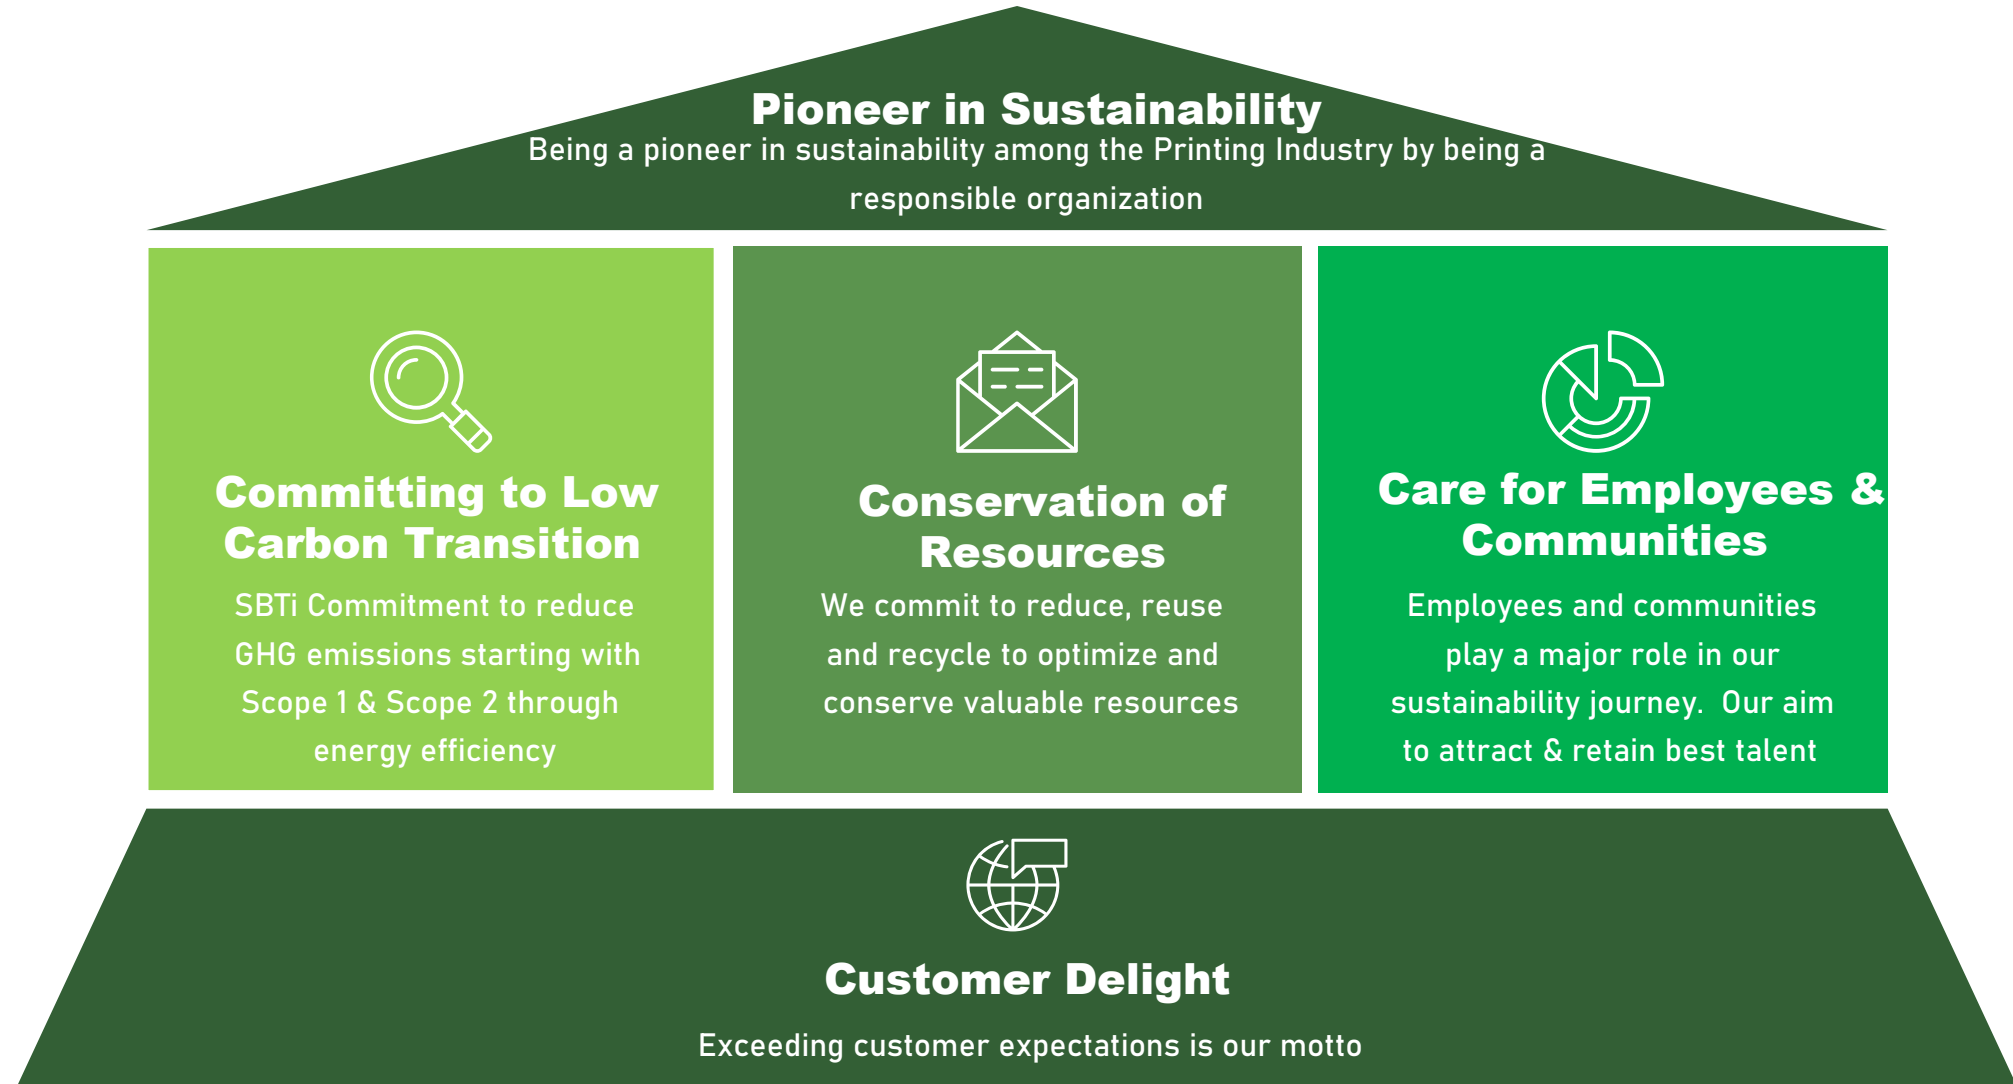 Pioneer in Sustainability
Being a pioneer in sustainability among the Printing Industry by being a
responsible organization
Committing to Low
Carbon Transition
SBTi Commitment to reduce
GHG emissions starting with
Scope 1 & Scope 2 through
energy efficiency
Conservation of
Resources
We commit to reduce, reuse
and recycle to optimize and
conserve valuable resources
Care for Employees &
Communities
Employees and communities
play a major role in our
sustainability journey.  Our aim
to attract & retain best talent
Customer Delight
Exceeding customer expectations is our motto